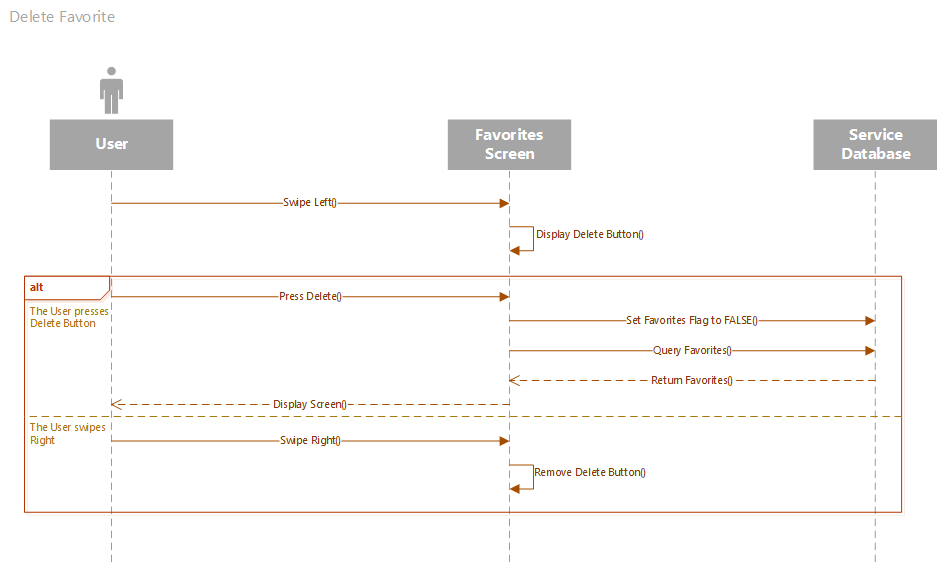 Delete Favorite
User
Favorites
Screen
Service
Database
Swipe Left()
Display Delete Button()
alt
Press Delete()
The User presses
Delete Button
Set Favorites Flag to FALSE()
Query Favorites()
Return Favorites()
Display Screen()
The User swipes
Right
Swipe Right()
Remove Delete Button()